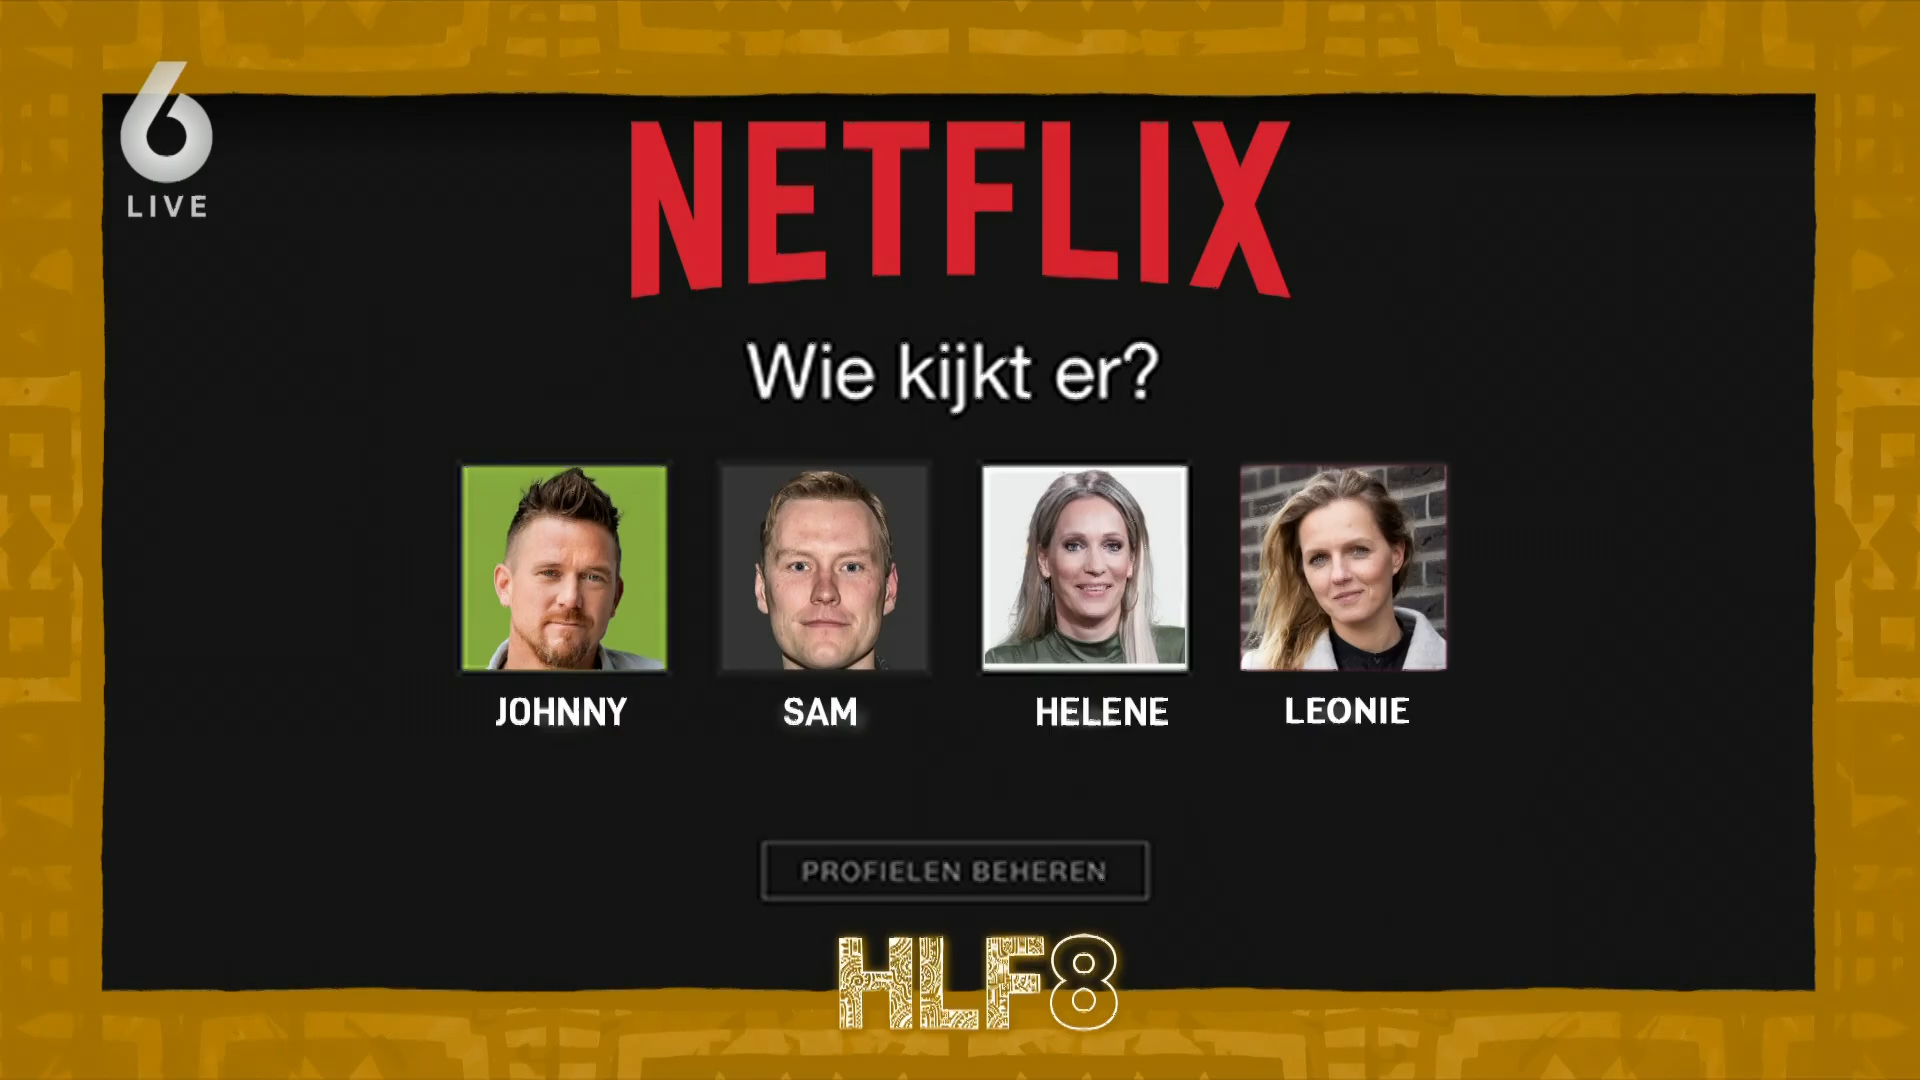 6
LIVE
NETFLIX
Wie kijkt er?
JOHNNY
SAM
HELENE
LEONIE
PROFIELEN BEHEREN
HLF8